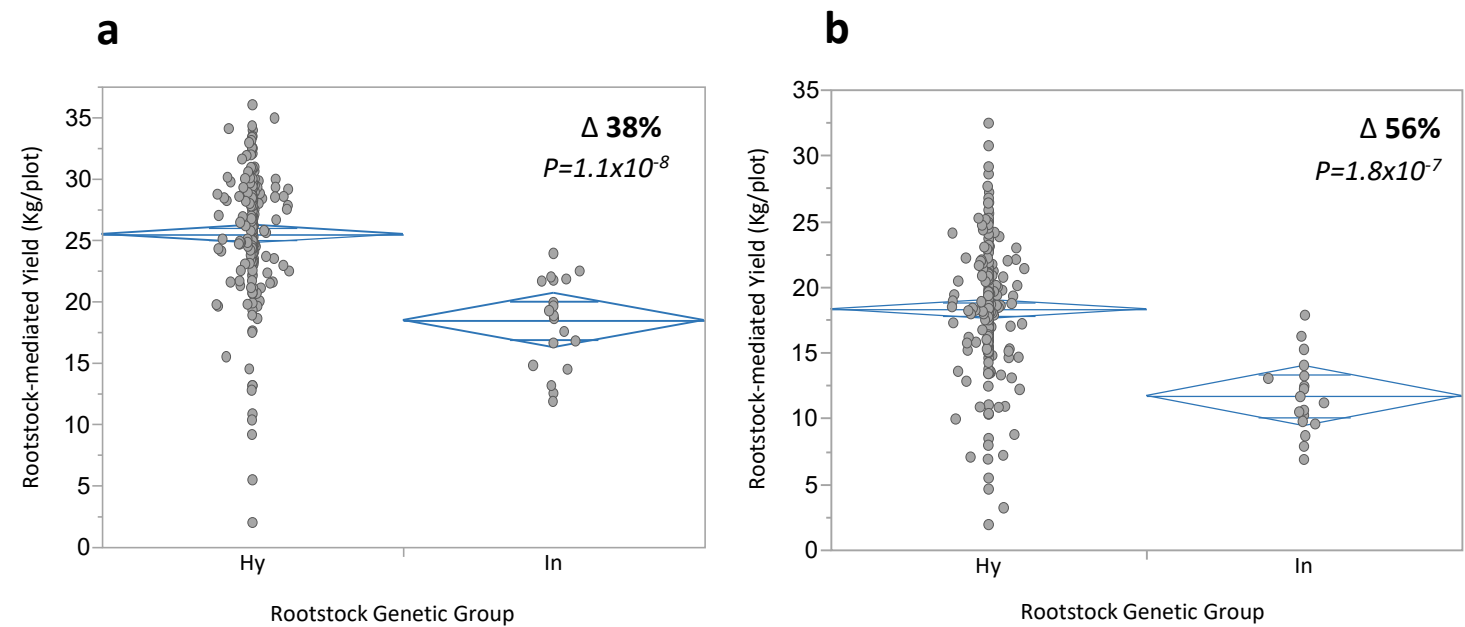 a
Rootstock-mediated Yield (Kg/plot)
35
30
25
20
15
10
5
0
Δ 38%
P=1.1x10⁻⁸
Hy
In
Rootstock Genetic Group
b
Rootstock-mediated Yield (Kg/plot)
35
30
25
20
15
10
5
0
Δ 56%
P=1.8x10⁻⁷
Hy
In
Rootstock Genetic Group